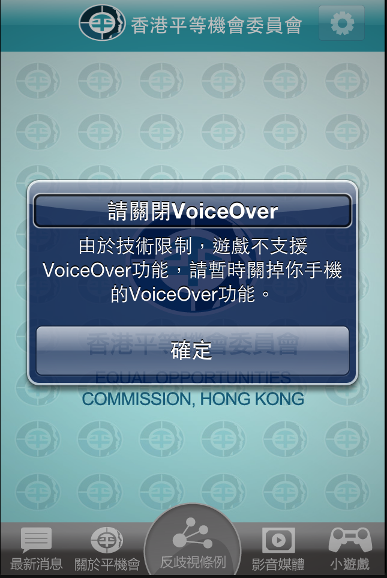 香港平等機會委員會
請關閉VoiceOver
由於技術限制，遊戲不支援
VoiceOver功能，請暫時關掉你手機
的VoiceOver功能。
確定
香港平等機會委員會
EQUAL OPPORTUNITIES
COMMISSION, HONG KONG
最新消息
關於平機會
反歧視條例
影音媒體
小遊戲